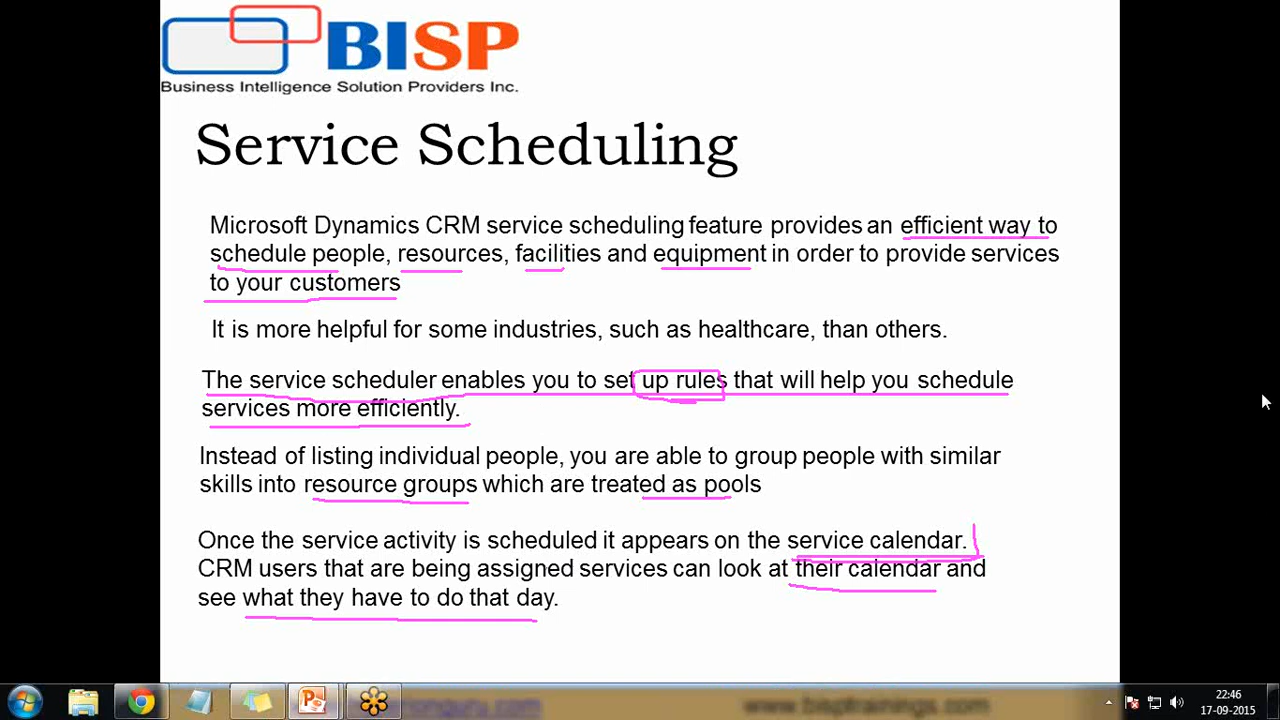 BISP
Business Intelligence Solution Providers Inc.
Service Scheduling
Microsoft Dynamics CRM service scheduling feature provides an efficient way to
schedule people, resources, facilities and equipment in order to provide services
to your customers
It is more helpful for some industries, such as healthcare, than others.
The service scheduler enables you to set up rules that will help you schedule
services more efficiently.
Instead of listing individual people, you are able to group people with similar
skills into resource groups which are treated as pools
Once the service activity is scheduled it appears on the service calendar.
CRM users that are being assigned services can look at their calendar and
see what they have to do that day.
www.bisptrainings.com
22:46
17-09-2015